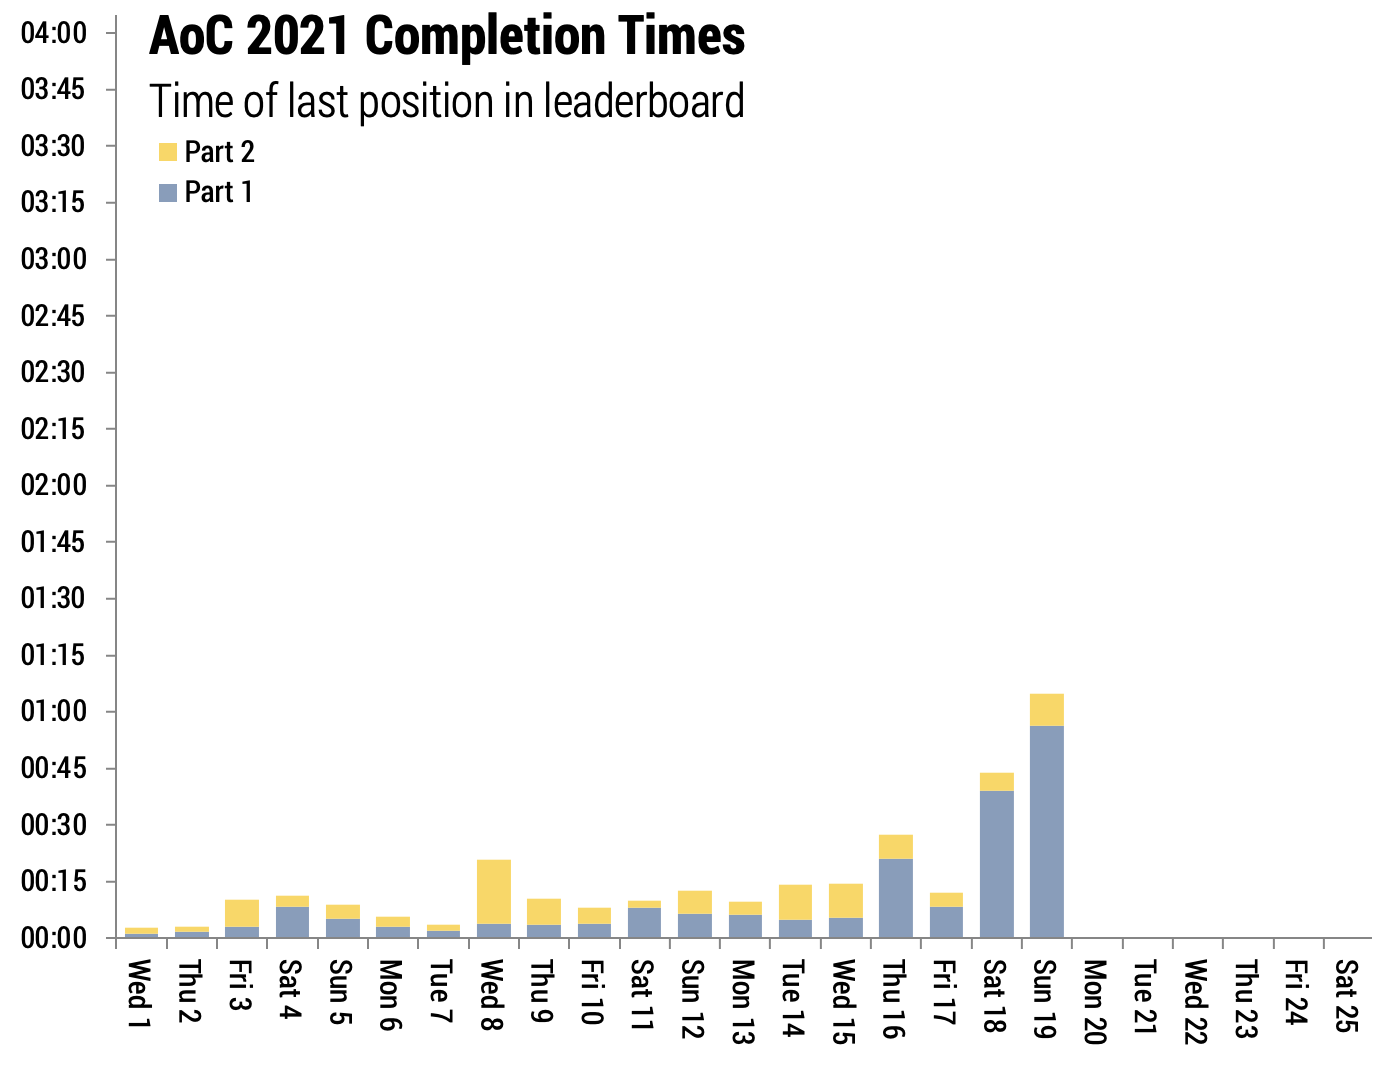 AoC 2021 Completion Times
Time of last position in leaderboard
Part 2
Part 1
04:00
03:45
03:30
03:15
03:00
02:45
02:30
02:15
02:00
01:45
01:30
01:15
01:00
00:45
00:30
00:15
00:00
Wed 1
Thu 2
Fri 3
Sat 4
Sun 5
Mon 6
Tue 7
Wed 8
Thu 9
Fri 10
Sat 11
Sun 12
Mon 13
Tue 14
Wed 15
Thu 16
Fri 17
Sat 18
Sun 19
Mon 20
Tue 21
Wed 22
Thu 23
Fri 24
Sat 25